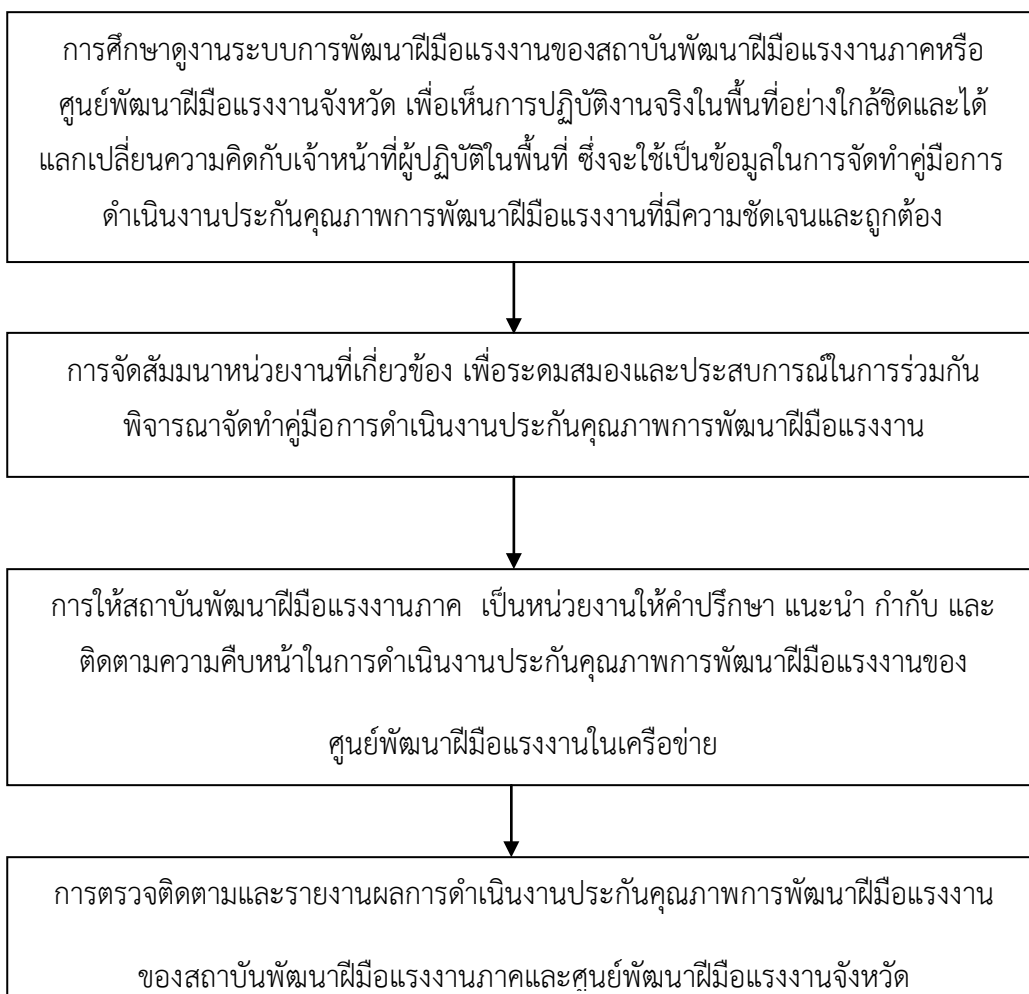 การศึกษาดูงานระบบการพัฒนาฝีมือแรงงานของสถาบันพัฒนาฝีมือแรงงานภาคหรือ
ศูนย์พัฒนาฝีมือแรงงานจังหวัด เพื่อเห็นการปฏิบัติงานจริงในพื้นที่อย่างใกล้ชิดและได้
แลกเปลี่ยนความคิดกับเจ้าหน้าที่ผู้ปฏิบัติในพื้นที่ ซึ่งจะใช้เป็นข้อมูลในการจัดทำคู่มือการ
ดำเนินงานประกันคุณภาพการพัฒนาฝีมือแรงงานที่มีความชัดเจนและถูกต้อง
การจัดสัมมนาหน่วยงานที่เกี่ยวข้อง เพื่อระดมสมองและประสบการณ์ในการร่วมกัน
พิจารณาจัดทำคู่มือการดำเนินงานประกันคุณภาพการพัฒนาฝีมือแรงงาน
การให้สถาบันพัฒนาฝีมือแรงงานภาค เป็นหน่วยงานให้คำปรึกษา แนะนำ กำกับ และ
ติดตามความคืบหน้าในการดำเนินงานประกันคุณภาพการพัฒนาฝีมือแรงงานของ
ศูนย์พัฒนาฝีมือแรงงานในเครือข่าย
การตรวจติดตามและรายงานผลการดำเนินงานประกันคุณภาพการพัฒนาฝีมือแรงงาน
ของสถาบันพัฒนาฝีมือแรงงานภาคและศูนย์พัฒนาฝีมือแรงงานจังหวัด